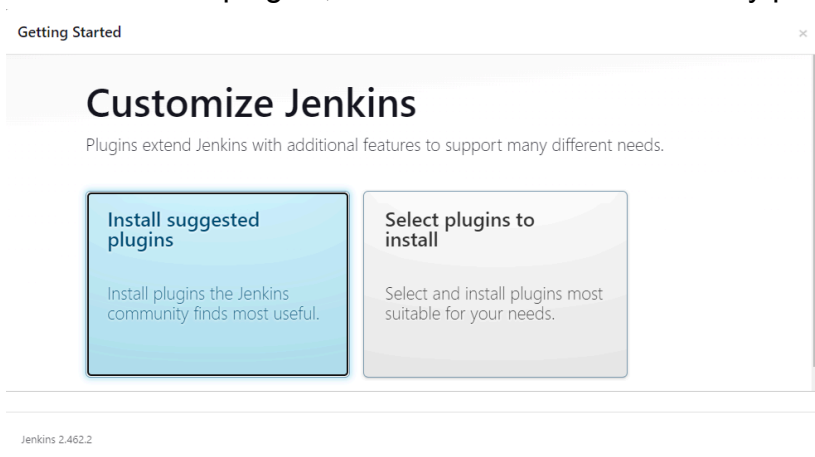 Getting Started
×
Customize Jenkins
Plugins extend Jenkins with additional features to support many different needs.
Install suggested
plugins
Install plugins the Jenkins
community finds most useful.
Select plugins to
install
Select and install plugins most
suitable for your needs.
Jenkins 2.462.2